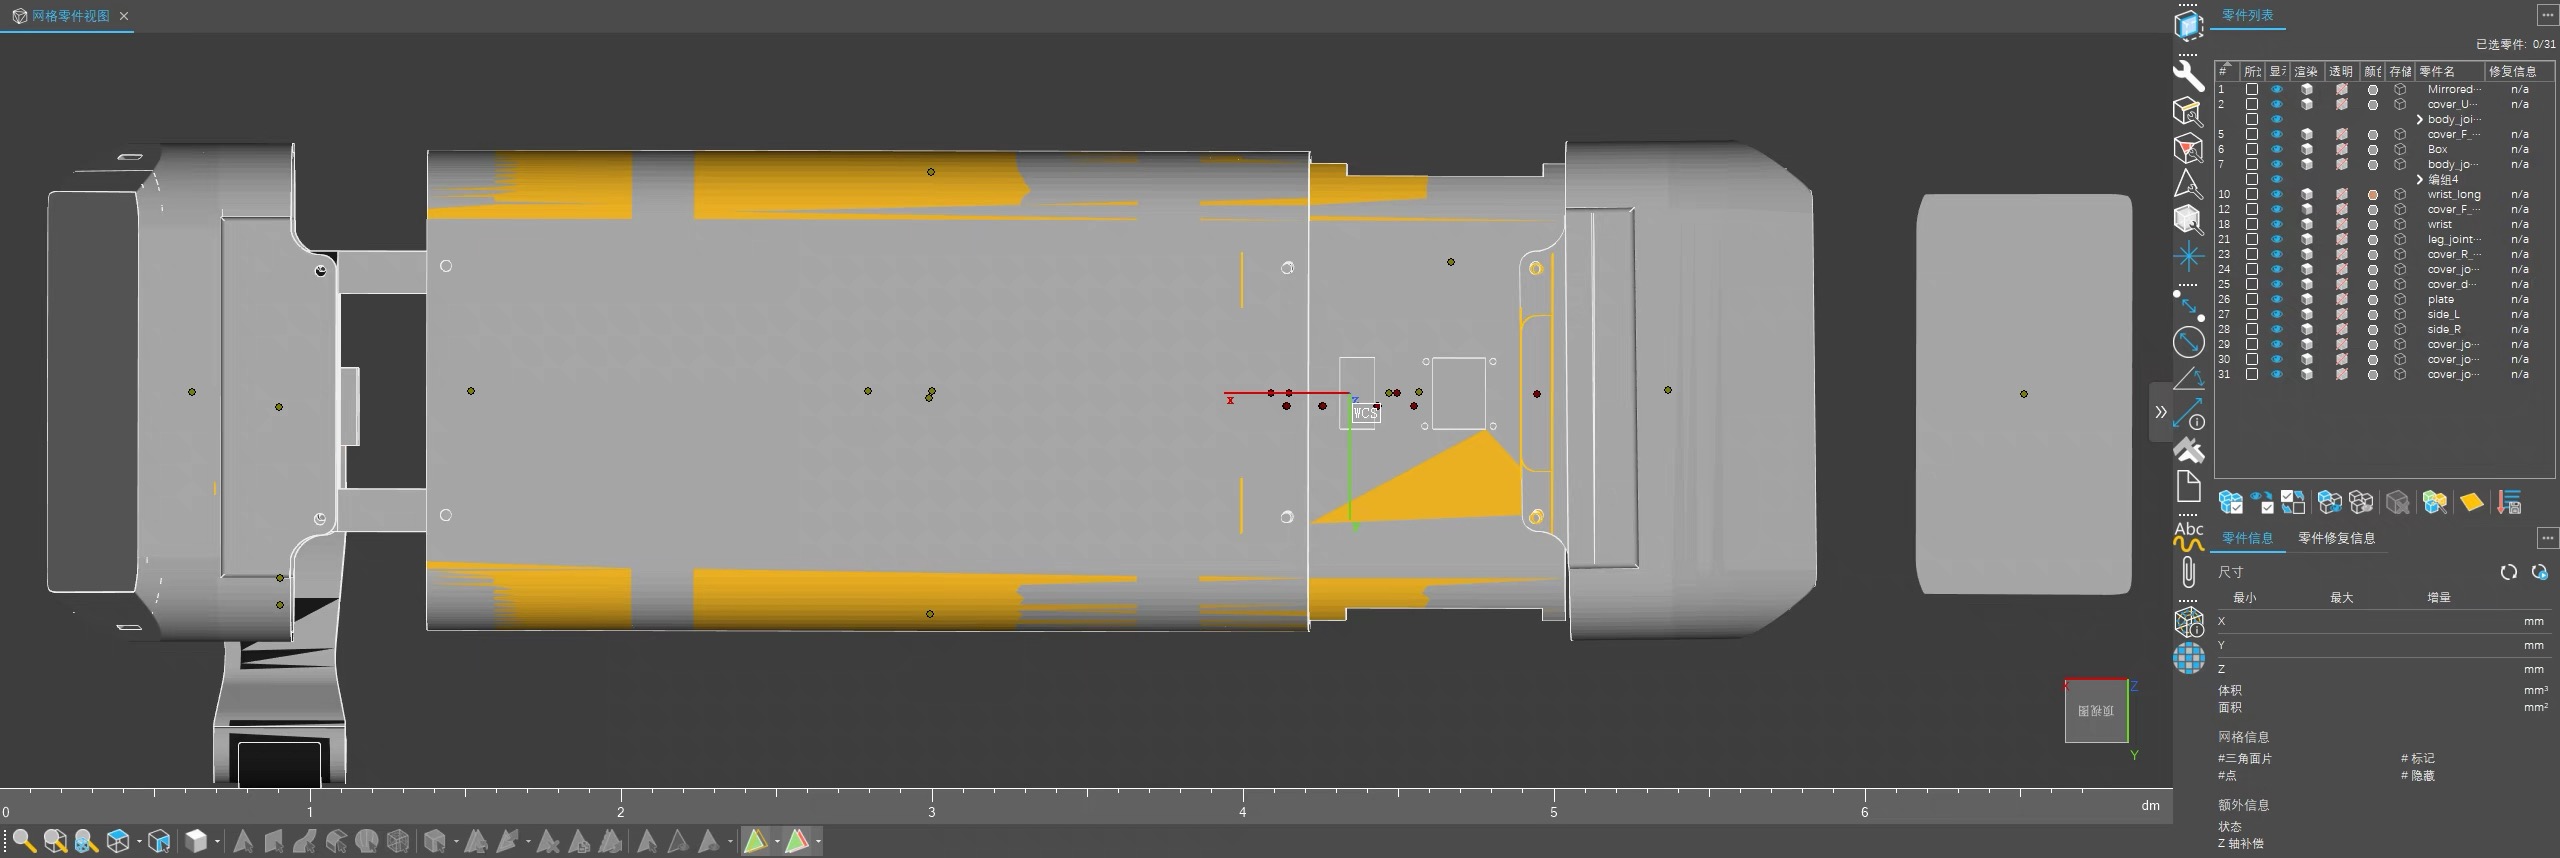 网格零件视图
零件列表
已选零件: 0/31
# 所 显 渲染 透明 颜 存储 零件名 修复信息
1 Mirrored··· n/a
2 cover_U··· n/a
body_joi···
5 cover_F_··· n/a
6 Box n/a
7 body_jo··· n/a
编组4
10 wrist_long n/a
12 cover_F_··· n/a
18 wrist n/a
21 leg_joint··· n/a
23 cover_R_··· n/a
24 cover_jo··· n/a
25 cover_d··· n/a
26 plate n/a
27 side_L n/a
28 side_R n/a
29 cover_jo··· n/a
30 cover_jo··· n/a
31 cover_jo··· n/a
X
Z
WCS
Abc
零件信息 零件修复信息
尺寸
最小 最大 增量
X mm
Y mm
Z mm
体积 mm³
面积 mm²
网格信息
#三角面片 # 标记
#点 # 隐藏
额外信息
状态
Z 轴补偿
X Z
顶视图
Y
0 1 2 3 4 5 6 dm